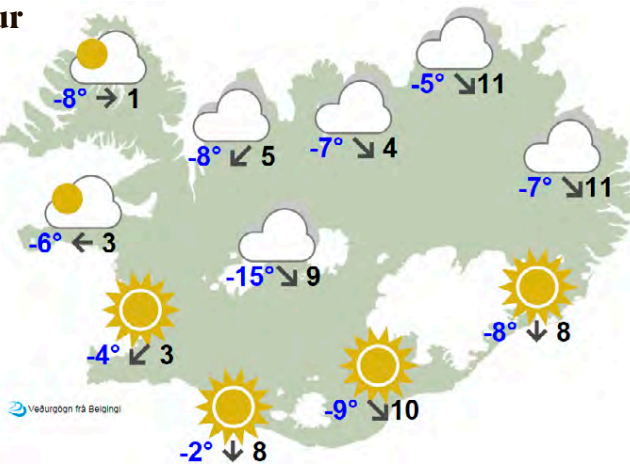 ur
-5° ↘ 11
-8° → 1
-7° ↘ 4
-8° ↙ 5
-7° ↘ 11
-6° ← 3
-15° ↘ 9
-8° ↓ 8
-4° ↙ 3
-9° ↘ 10
Veðurgögn frá Belgingi
-2° ↓ 8